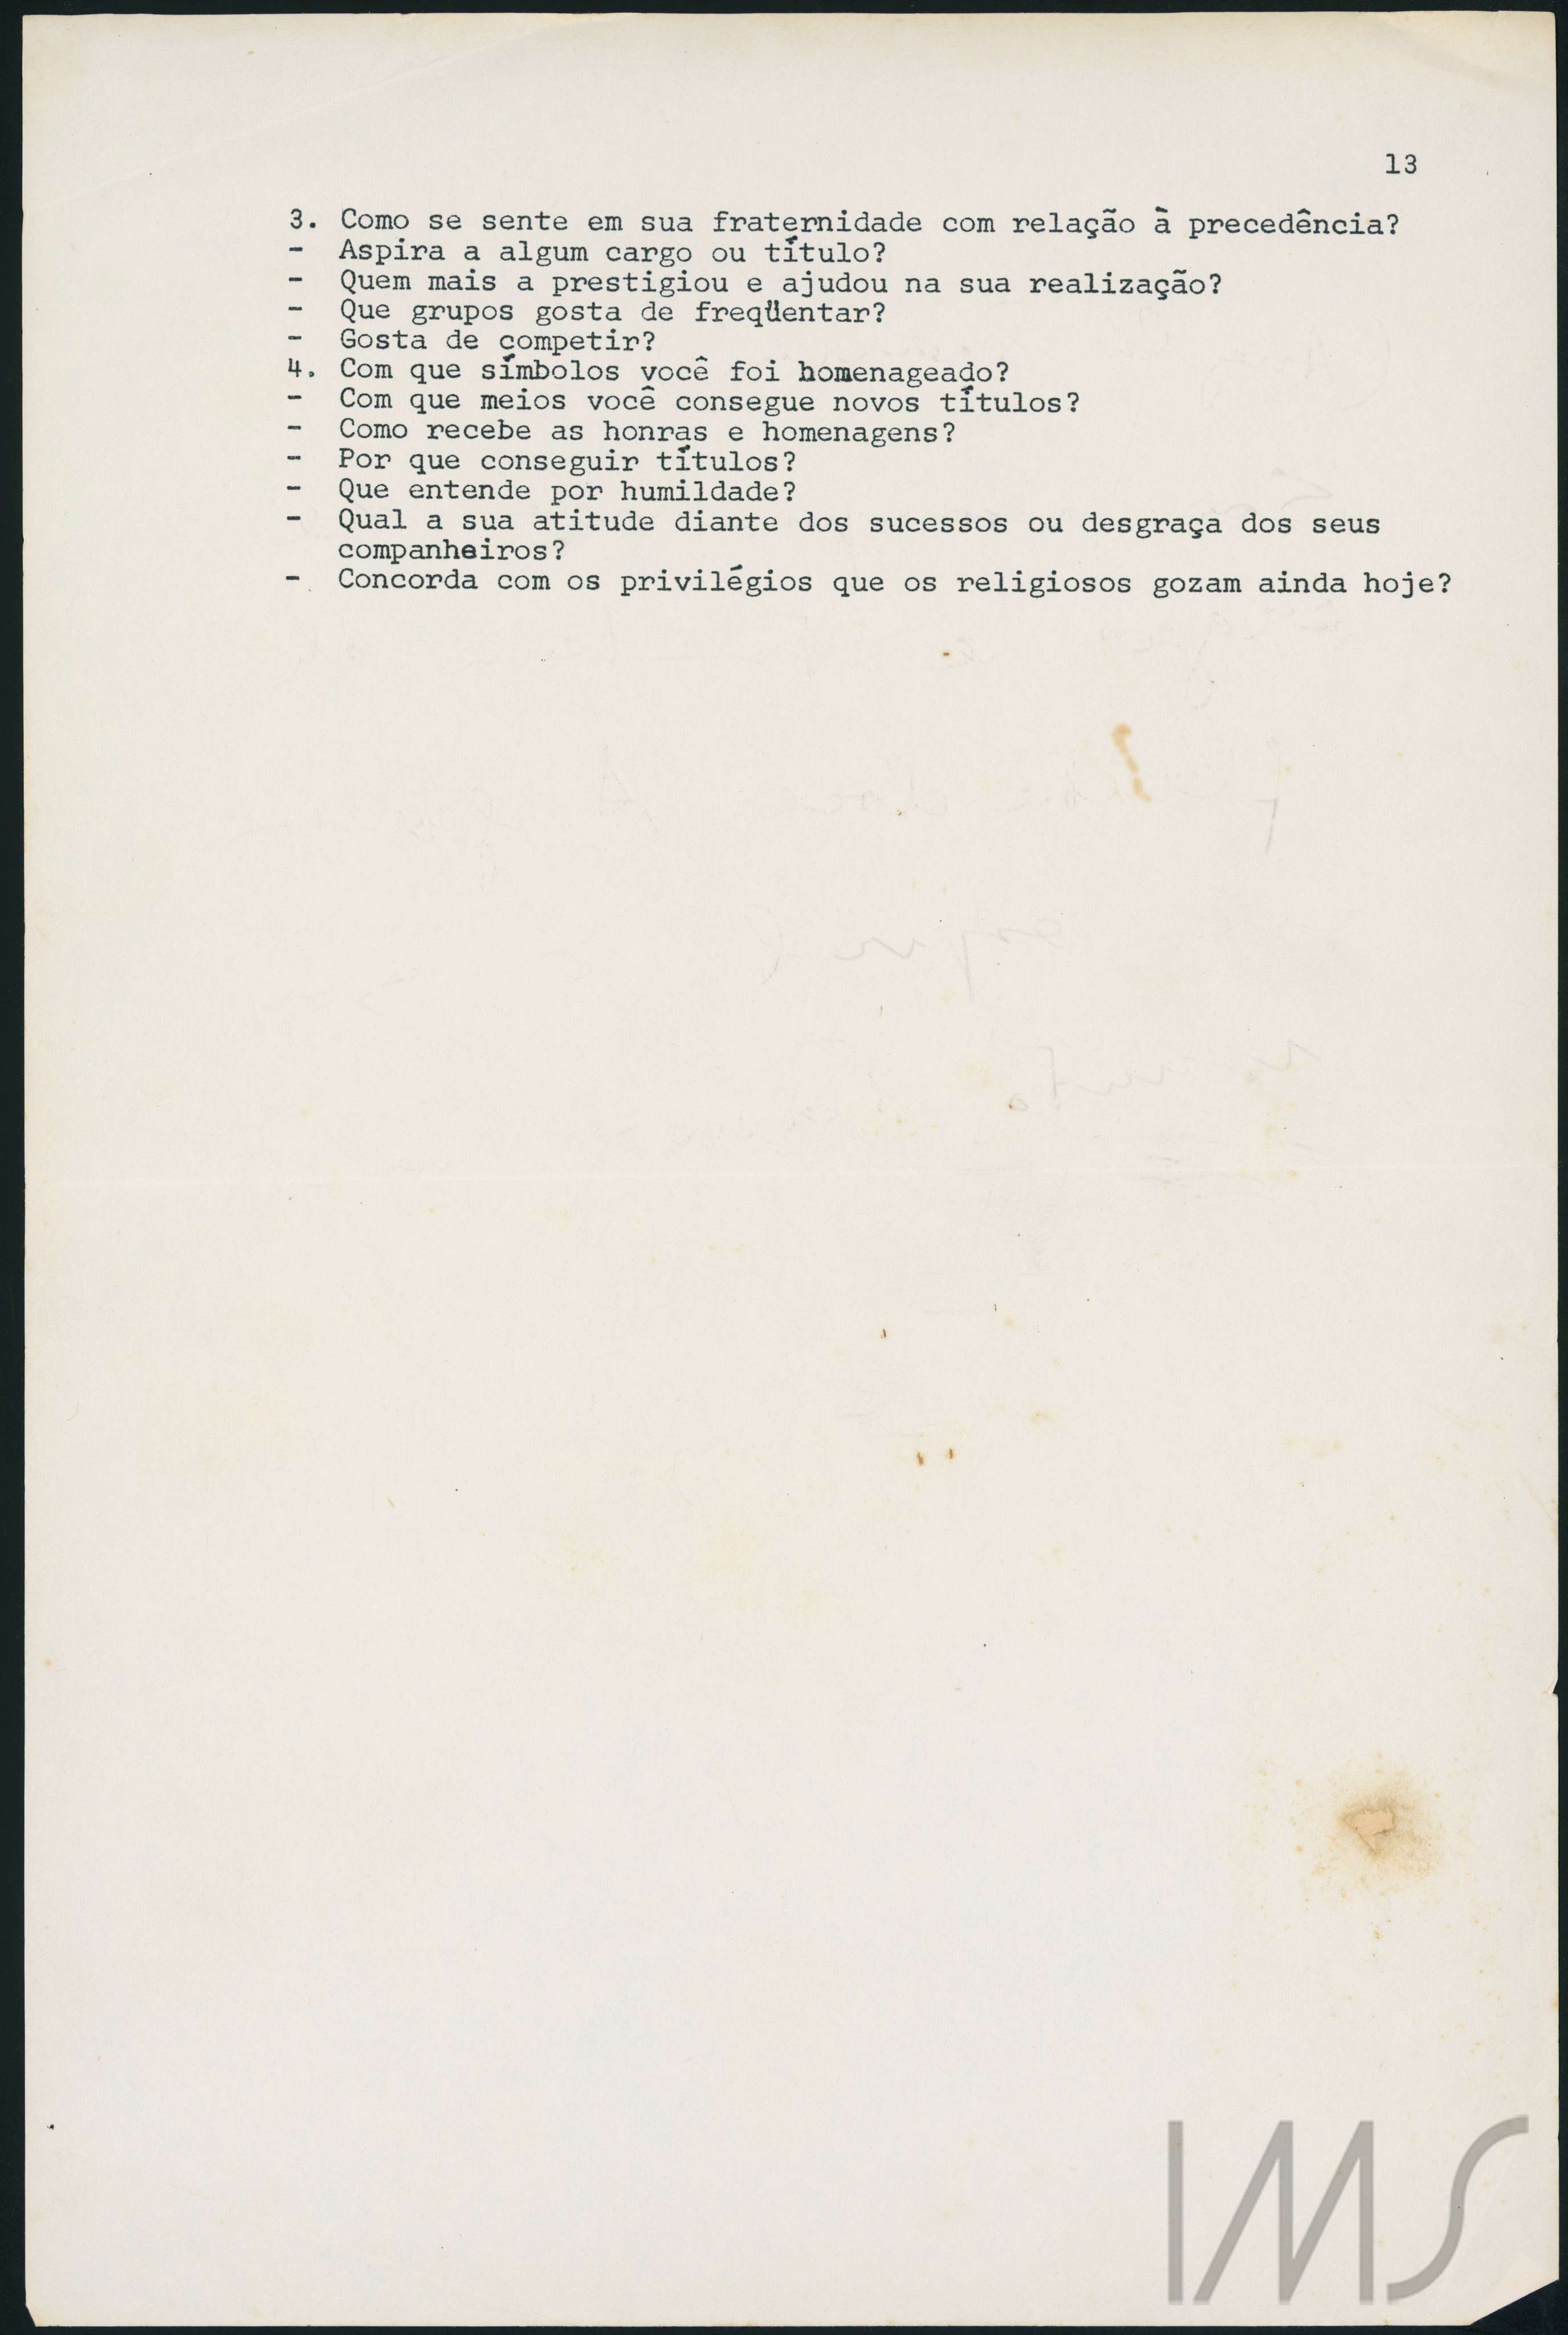 13
3. Como se sente em sua fraternidade com relação à precedência?
- Aspira a algum cargo ou título?
- Quem mais a prestigiou e ajudou na sua realização?
- Que grupos gosta de freqüentar?
- Gosta de competir?
4. Com que símbolos você foi homenageado?
- Com que meios você consegue novos títulos?
- Como recebe as honras e homenagens?
- Por que conseguir títulos?
- Que entende por humildade?
- Qual a sua atitude diante dos sucessos ou desgraça dos seus
companheiros?
- Concorda com os privilégios que os religiosos gozam ainda hoje?
IMS